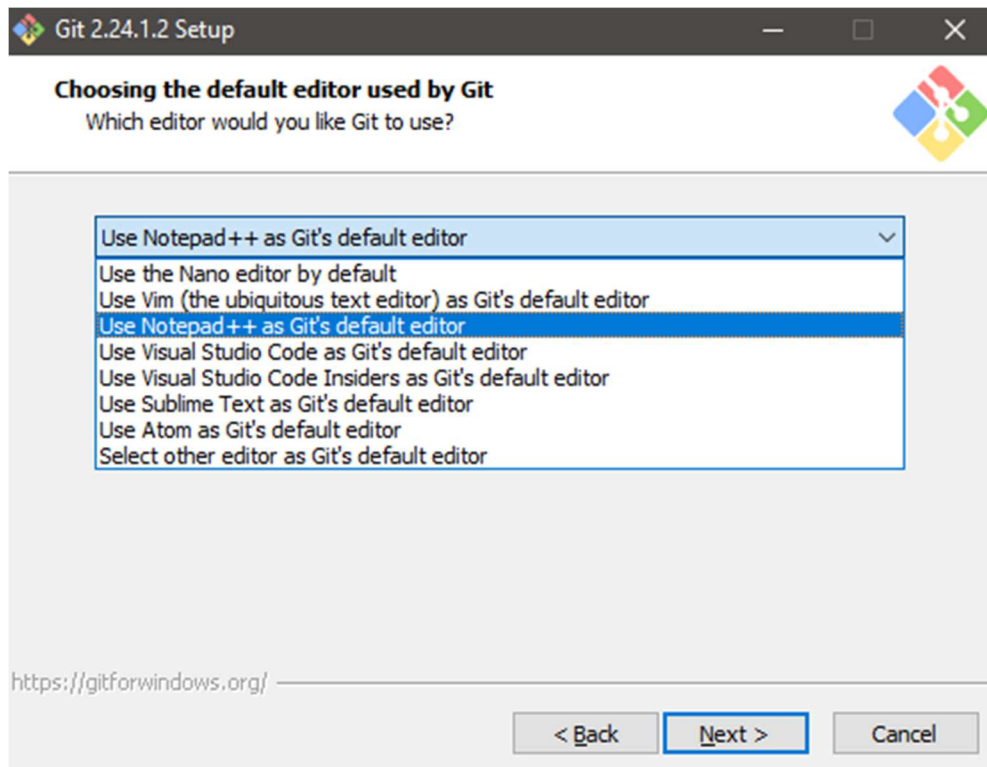 Git 2.24.1.2 Setup
Choosing the default editor used by Git
Which editor would you like Git to use?
Use Notepad++ as Git's default editor
Use the Nano editor by default
Use Vim (the ubiquitous text editor) as Git's default editor
Use Notepad++ as Git's default editor
Use Visual Studio Code as Git's default editor
Use Visual Studio Code Insiders as Git's default editor
Use Sublime Text as Git's default editor
Use Atom as Git's default editor
Select other editor as Git's default editor
https://gitforwindows.org/
< Back Next > Cancel